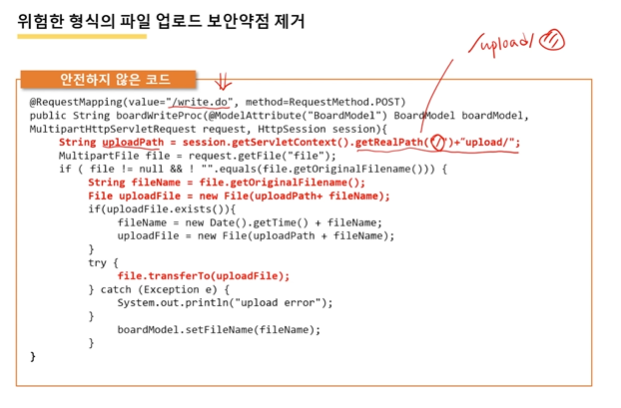 위험한 형식의 파일 업로드 보안약점 제거
/upload/
안전하지 않은 코드
@RequestMapping(value="/write.do", method=RequestMethod.POST)
public String boardWriteProc(@ModelAttribute("BoardModel") BoardModel boardModel,
MultipartHttpServletRequest request, HttpSession session){
String uploadPath = session.getServletContext().getRealPath("/")+"upload/";
MultipartFile file = request.getFile("file");
if ( file != null && ! "".equals(file.getOriginalFilename())) {
String fileName = file.getOriginalFilename();
File uploadFile = new File(uploadPath+ fileName);
if(uploadFile.exists()){
fileName = new Date().getTime() + fileName;
uploadFile = new File(uploadPath + fileName);
}
try {
file.transferTo(uploadFile);
} catch (Exception e) {
System.out.println("upload error");
}
boardModel.setFileName(fileName);
}
}